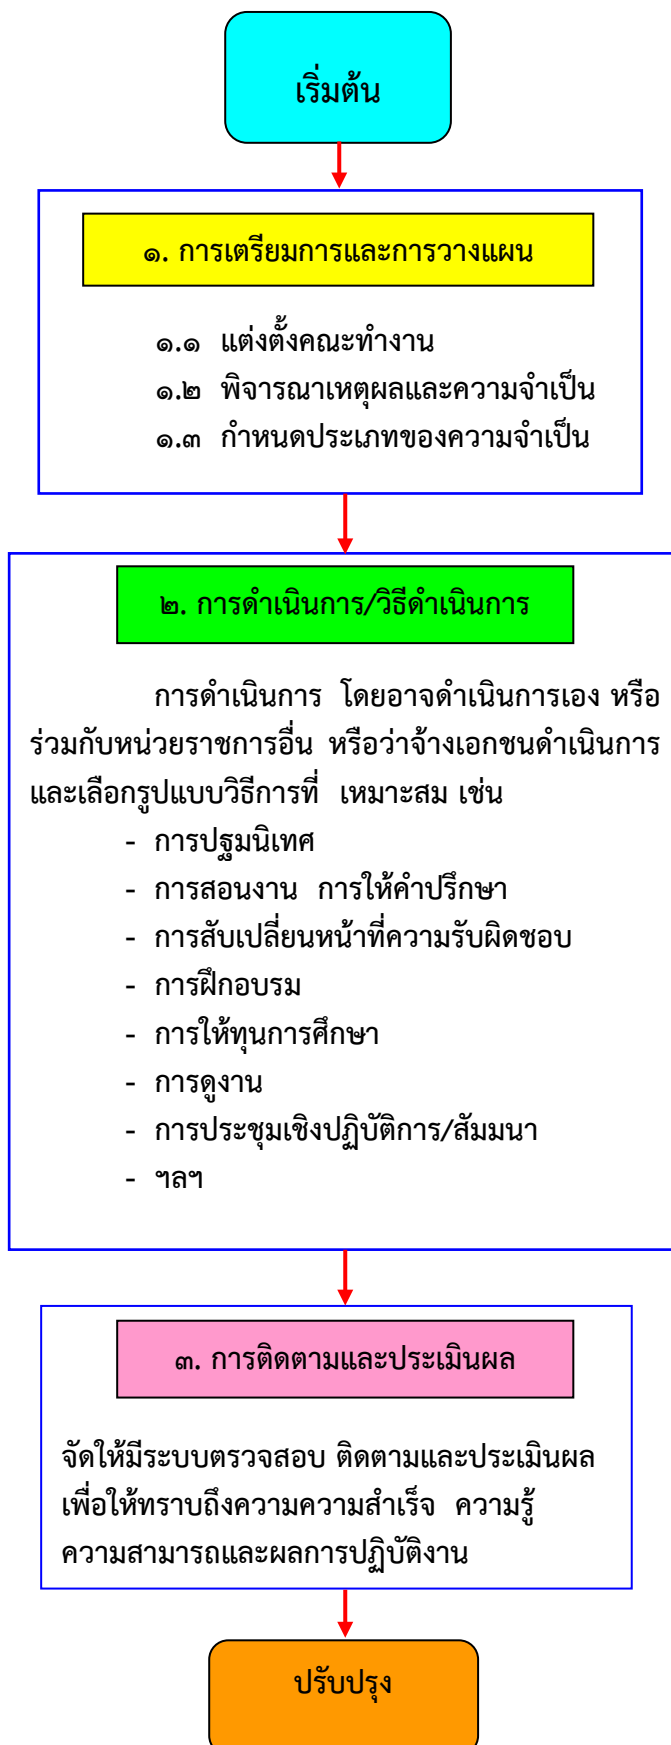 เริ่มต้น
๑. การเตรียมการและการวางแผน
๑.๑ แต่งตั้งคณะทำงาน
๑.๒ พิจารณาเหตุผลและความจำเป็น
๑.๓ กำหนดประเภทของความจำเป็น
๒. การดำเนินการ/วิธีดำเนินการ
การดำเนินการ โดยอาจดำเนินการเอง หรือ
ร่วมกับหน่วยราชการอื่น หรือว่าจ้างเอกชนดำเนินการ
และเลือกรูปแบบวิธีการที่ เหมาะสม เช่น
- การปฐมนิเทศ
- การสอนงาน การให้คำปรึกษา
- การสับเปลี่ยนหน้าที่ความรับผิดชอบ
- การฝึกอบรม
- การให้ทุนการศึกษา
- การดูงาน
- การประชุมเชิงปฏิบัติการ/สัมมนา
- ฯลฯ
๓. การติดตามและประเมินผล
จัดให้มีระบบตรวจสอบ ติดตามและประเมินผล
เพื่อให้ทราบถึงความความสำเร็จ ความรู้
ความสามารถและผลการปฏิบัติงาน
ปรับปรุง